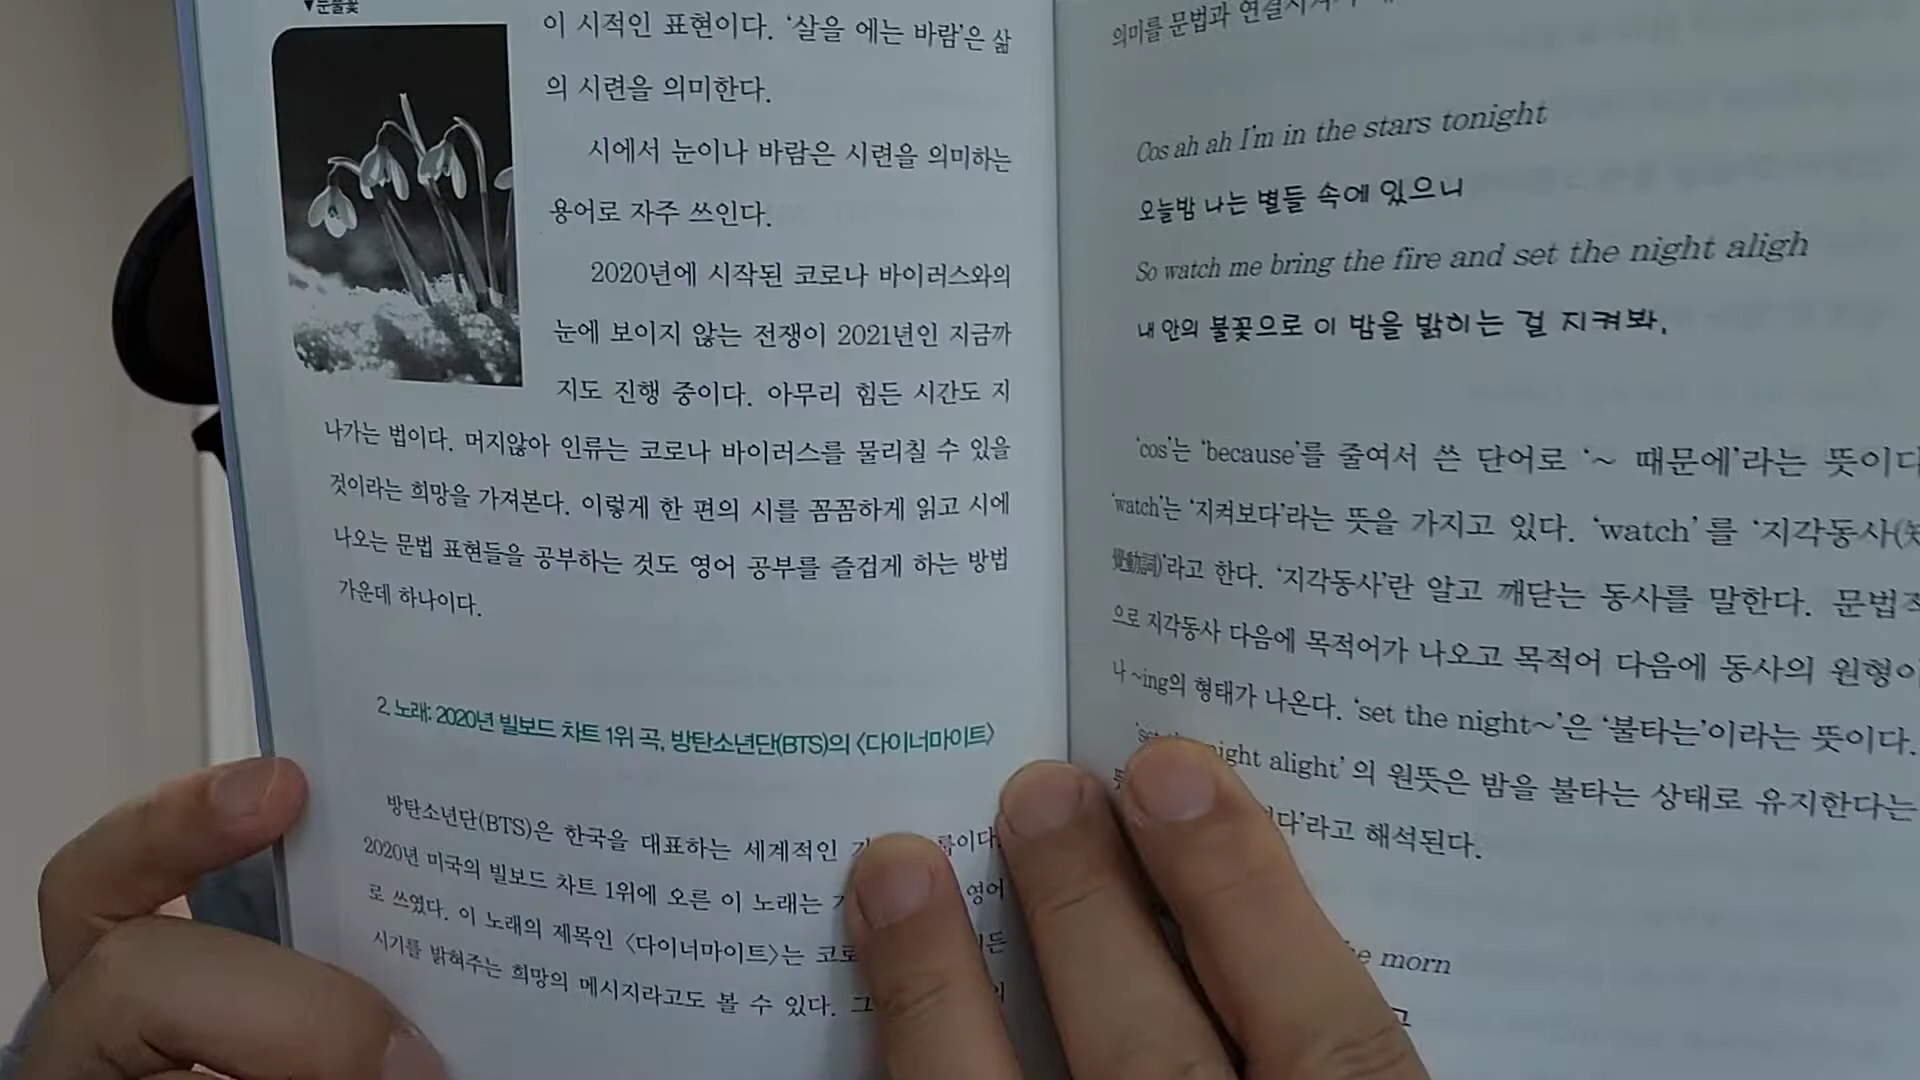 ▼눈물꽃
이 시적인 표현이다. '살을 에는 바람'은 삶
의 시련을 의미한다.
시에서 눈이나 바람은 시련을 의미하는
용어로 자주 쓰인다.
2020년에 시작된 코로나 바이러스와의
눈에 보이지 않는 전쟁이 2021년인 지금까
지도 진행 중이다. 아무리 힘든 시간도 지
나가는 법이다. 머지않아 인류는 코로나 바이러스를 물리칠 수 있을
것이라는 희망을 가져본다. 이렇게 한 편의 시를 꼼꼼하게 읽고 시에
나오는 문법 표현들을 공부하는 것도 영어 공부를 즐겁게 하는 방법
가운데 하나이다.
2. 노래: 2020년 빌보드 차트 1위 곡, 방탄소년단(BTS)의 〈다이너마이트〉
방탄소년단(BTS)은 한국을 대표하는 세계적인
2020년 미국의 빌보드 차트 1위에 오른 이 노래는 영어
로 쓰였다. 이 노래의 제목인 〈다이너마이트〉는
시기를 밝혀주는 희망의 메시지라고도 볼 수 있다. 그
의미를 문법과
Cos ah ah I'm in the stars tonight
오늘밤 나는 별들 속에 있으니
So watch me bring the fire and set the night aligh
내 안의 불꽃으로 이 밤을 밝히는 걸 지켜봐.
'cos'는 'because'를 줄여서 쓴 단어로 '~ 때문에'라는 뜻이다
'watch'는 '지켜보다'라는 뜻을 가지고 있다. 'watch'를 '지각동사(知
覺動詞)'라고 한다. '지각동사'란 알고 깨닫는 동사를 말한다. 문법적
으로 지각동사 다음에 목적어가 나오고 목적어 다음에 동사의 원형이
나 ~ing의 형태가 나온다. 'set the night~'은 '불타는'이라는 뜻이다.
night alight'의 원뜻은 밤을 불타는 상태로 유지한다는
다'라고 해석된다.
morn